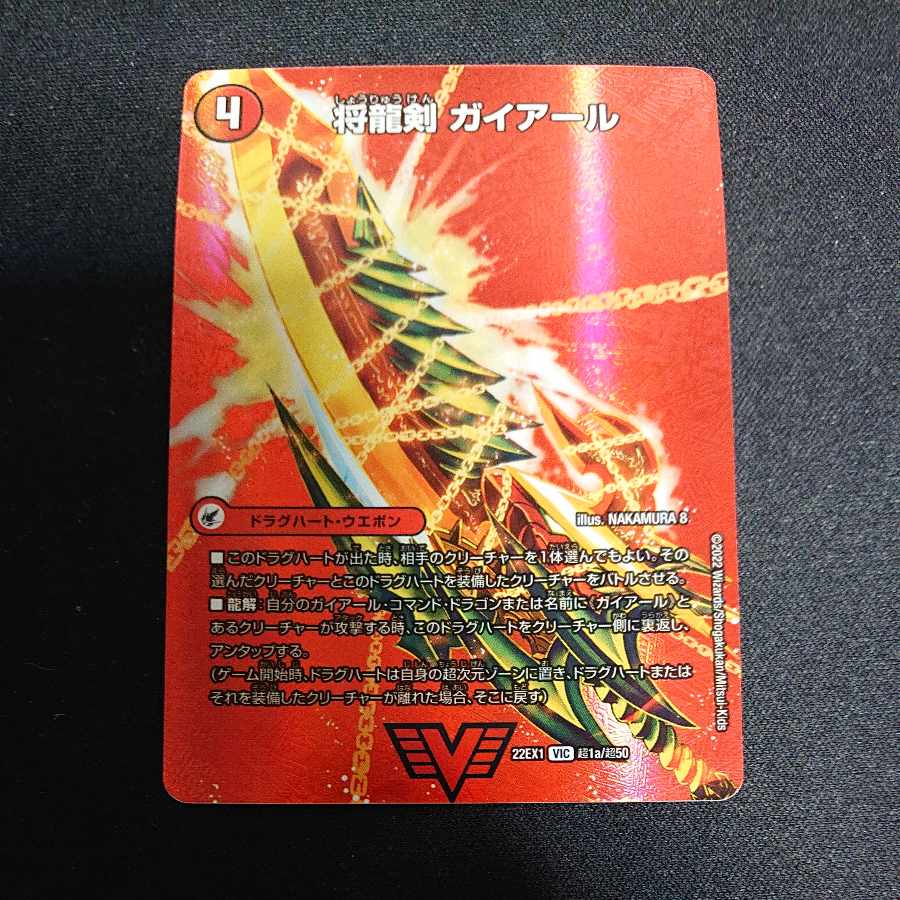 4
しょうりゅうけん
将龍剣 ガイアール
ドラグハート・ウエポン
illus. NAKAMURA 8
■このドラグハートが出た時、相手のクリーチャーを1体選んでもよい。その
選んだクリーチャーとこのドラグハートを装備したクリーチャーをバトルさせる。
■龍解:自分のガイアール・コマンド・ドラゴンまたは名前に《ガイアール》と
あるクリーチャーが攻撃する時、このドラグハートをクリーチャー側に裏返し、
アンタップする。
(ゲーム開始時、ドラグハートは自身の超次元ゾーンに置き、ドラグハートまたは
それを装備したクリーチャーが離れた場合、そこに戻す)
©2022 Wizards/Shogakukan/Mitsui-Kids
V
22EX1 VIC 超1a/超50